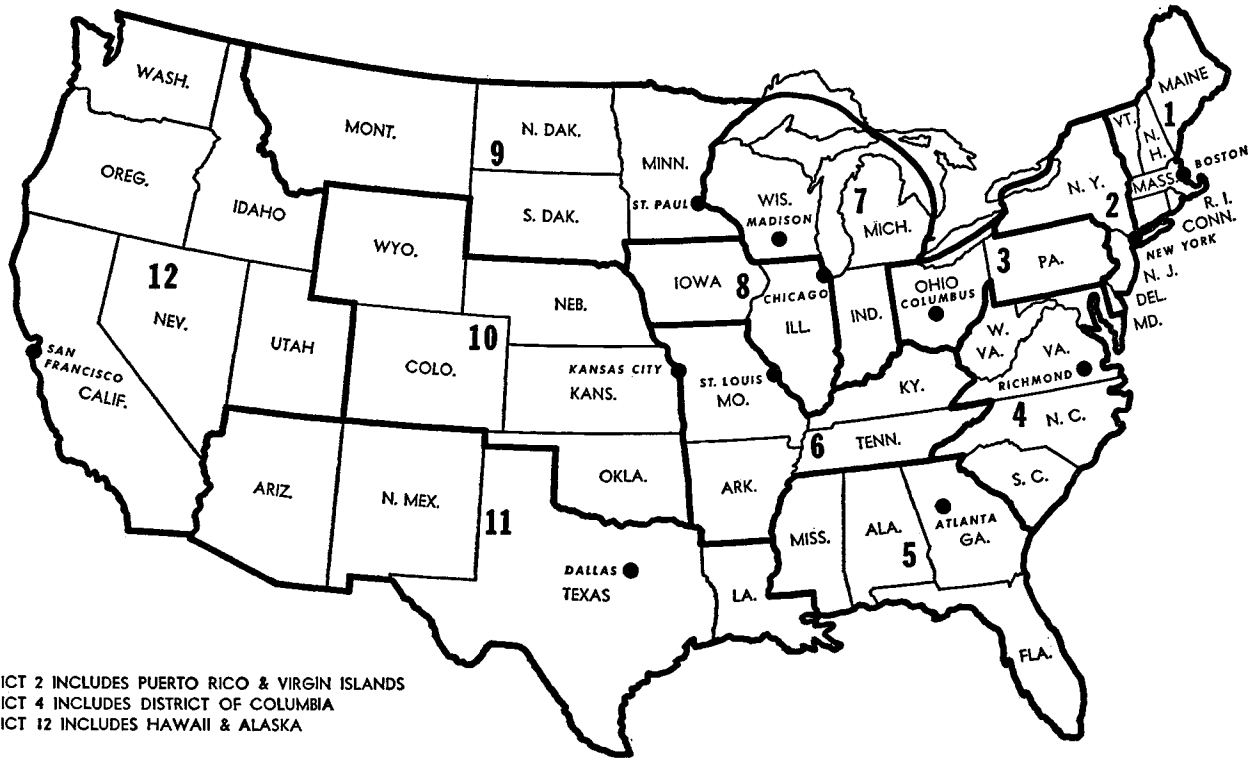 WASH.
MONT.
N. DAK.
9
MINN.
MAINE
VT.
1
N.
H.
OREG.
IDAHO
S. DAK.
ST. PAUL
WIS.
MADISON
7
MICH.
N. Y.
2
MASS.
BOSTON
R. I.
CONN.
NEW YORK
WYO.
12
NEV.
UTAH
IOWA
8
CHICAGO
ILL.
IND.
OHIO
COLUMBUS
3
PA.
N. J.
DEL.
MD.
NEB.
10
COLO.
KANSAS CITY
KANS.
ST. LOUIS
MO.
KY.
W.
VA.
VA.
RICHMOND
SAN
FRANCISCO
CALIF.
4
N. C.
6
TENN.
S. C.
ARIZ.
N. MEX.
OKLA.
ARK.
11
MISS.
ALA.
5
ATLANTA
GA.
DALLAS
TEXAS
LA.
FLA.
ICT 2 INCLUDES PUERTO RICO & VIRGIN ISLANDS
ICT 4 INCLUDES DISTRICT OF COLUMBIA
ICT 12 INCLUDES HAWAII & ALASKA